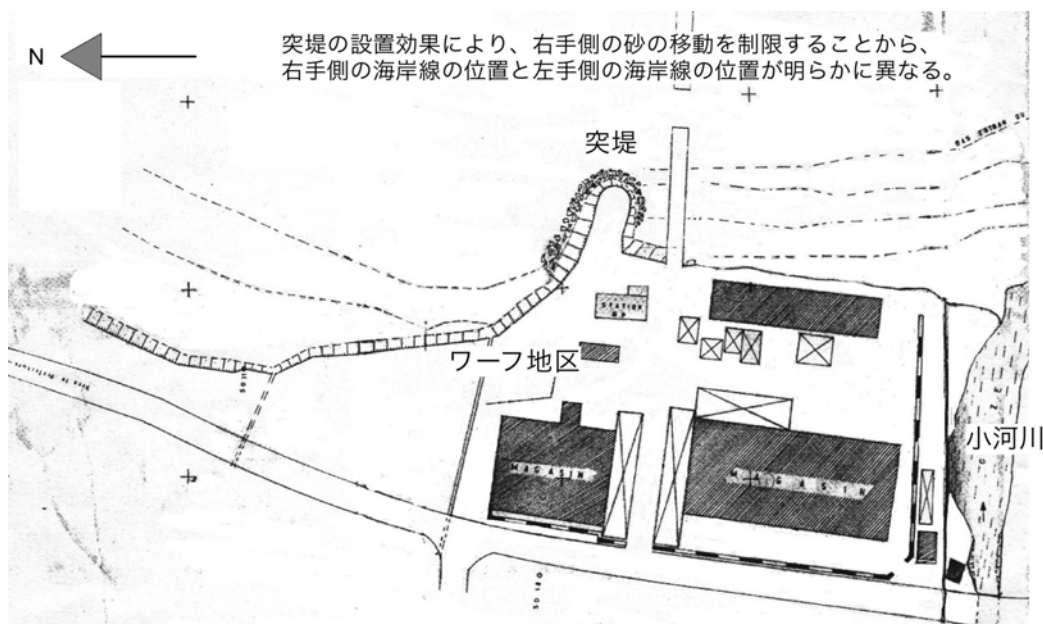 N
突堤の設置効果により、右手側の砂の移動を制限することから、
右手側の海岸線の位置と左手側の海岸線の位置が明らかに異なる。
突堤
STATION
ワーフ地区
小河川
MAGASIN
MAGASIN